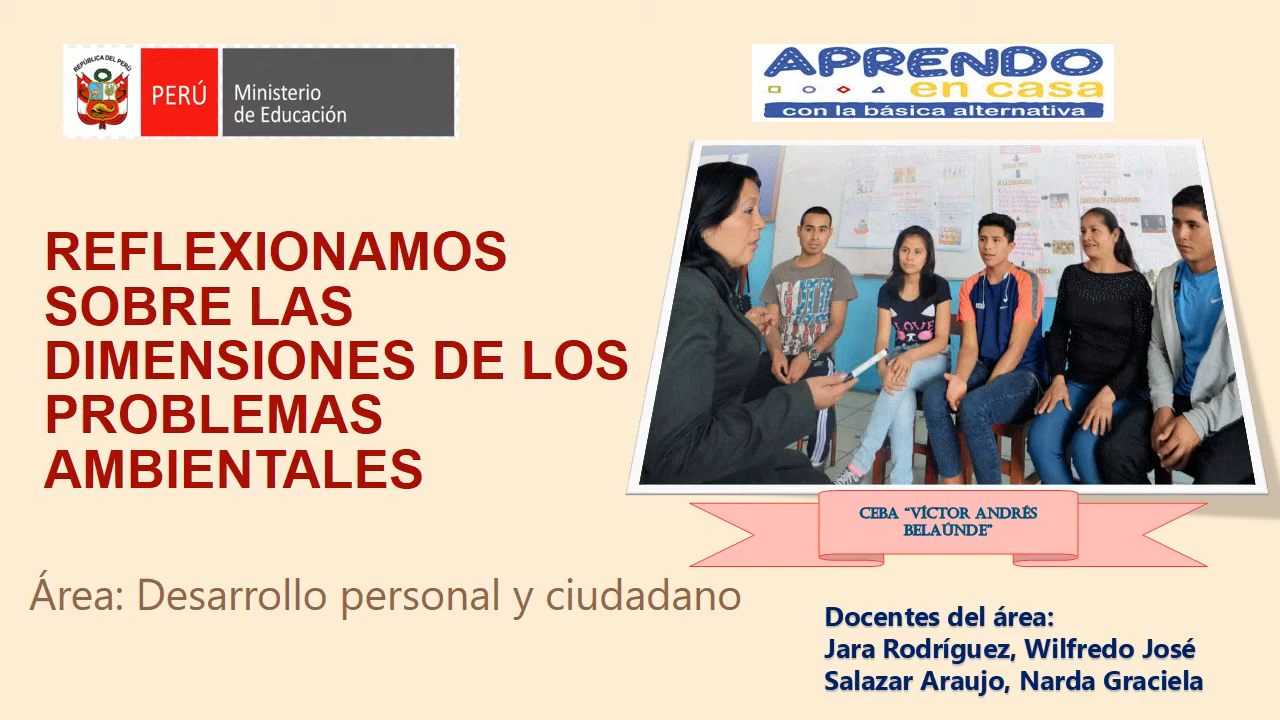 REPÚBLICA DEL PERÚ
PERÚ
Ministerio
de Educación
APRENDO
en casa
con la básica alternativa
REFLEXIONAMOS
SOBRE LAS
DIMENSIONES DE LOS
PROBLEMAS
AMBIENTALES
LOVE
CEBA “VÍCTOR ANDRÉS
BELAÚNDE”
Área: Desarrollo personal y ciudadano
Docentes del área:
Jara Rodríguez, Wilfredo José
Salazar Araujo, Narda Graciela